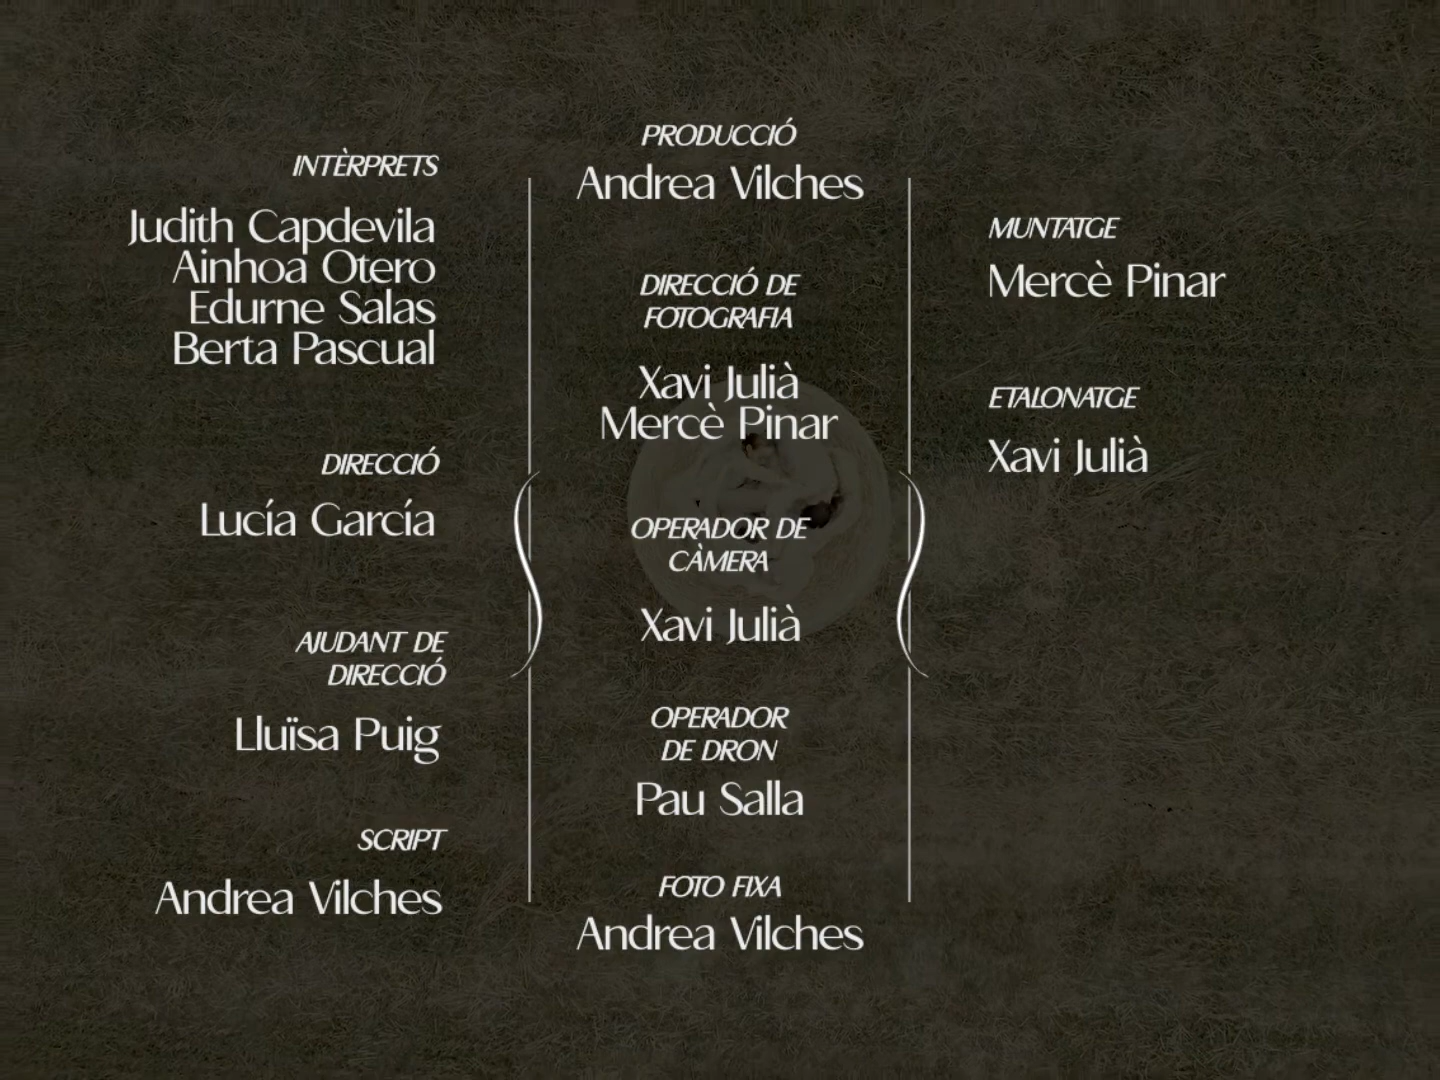 INTÈRPRETS
Judith Capdevila
Ainhoa Otero
Edurne Salas
Berta Pascual
DIRECCIÓ
Lucía García
AJUDANT DE
DIRECCIÓ
Lluïsa Puig
SCRIPT
Andrea Vilches
PRODUCCIÓ
Andrea Vilches
DIRECCIÓ DE
FOTOGRAFIA
Xavi Julià
Mercè Pinar
OPERADOR DE
CÀMERA
Xavi Julià
OPERADOR
DE DRON
Pau Salla
FOTO FIXA
Andrea Vilches
MUNTATGE
Mercè Pinar
ETALONATGE
Xavi Julià